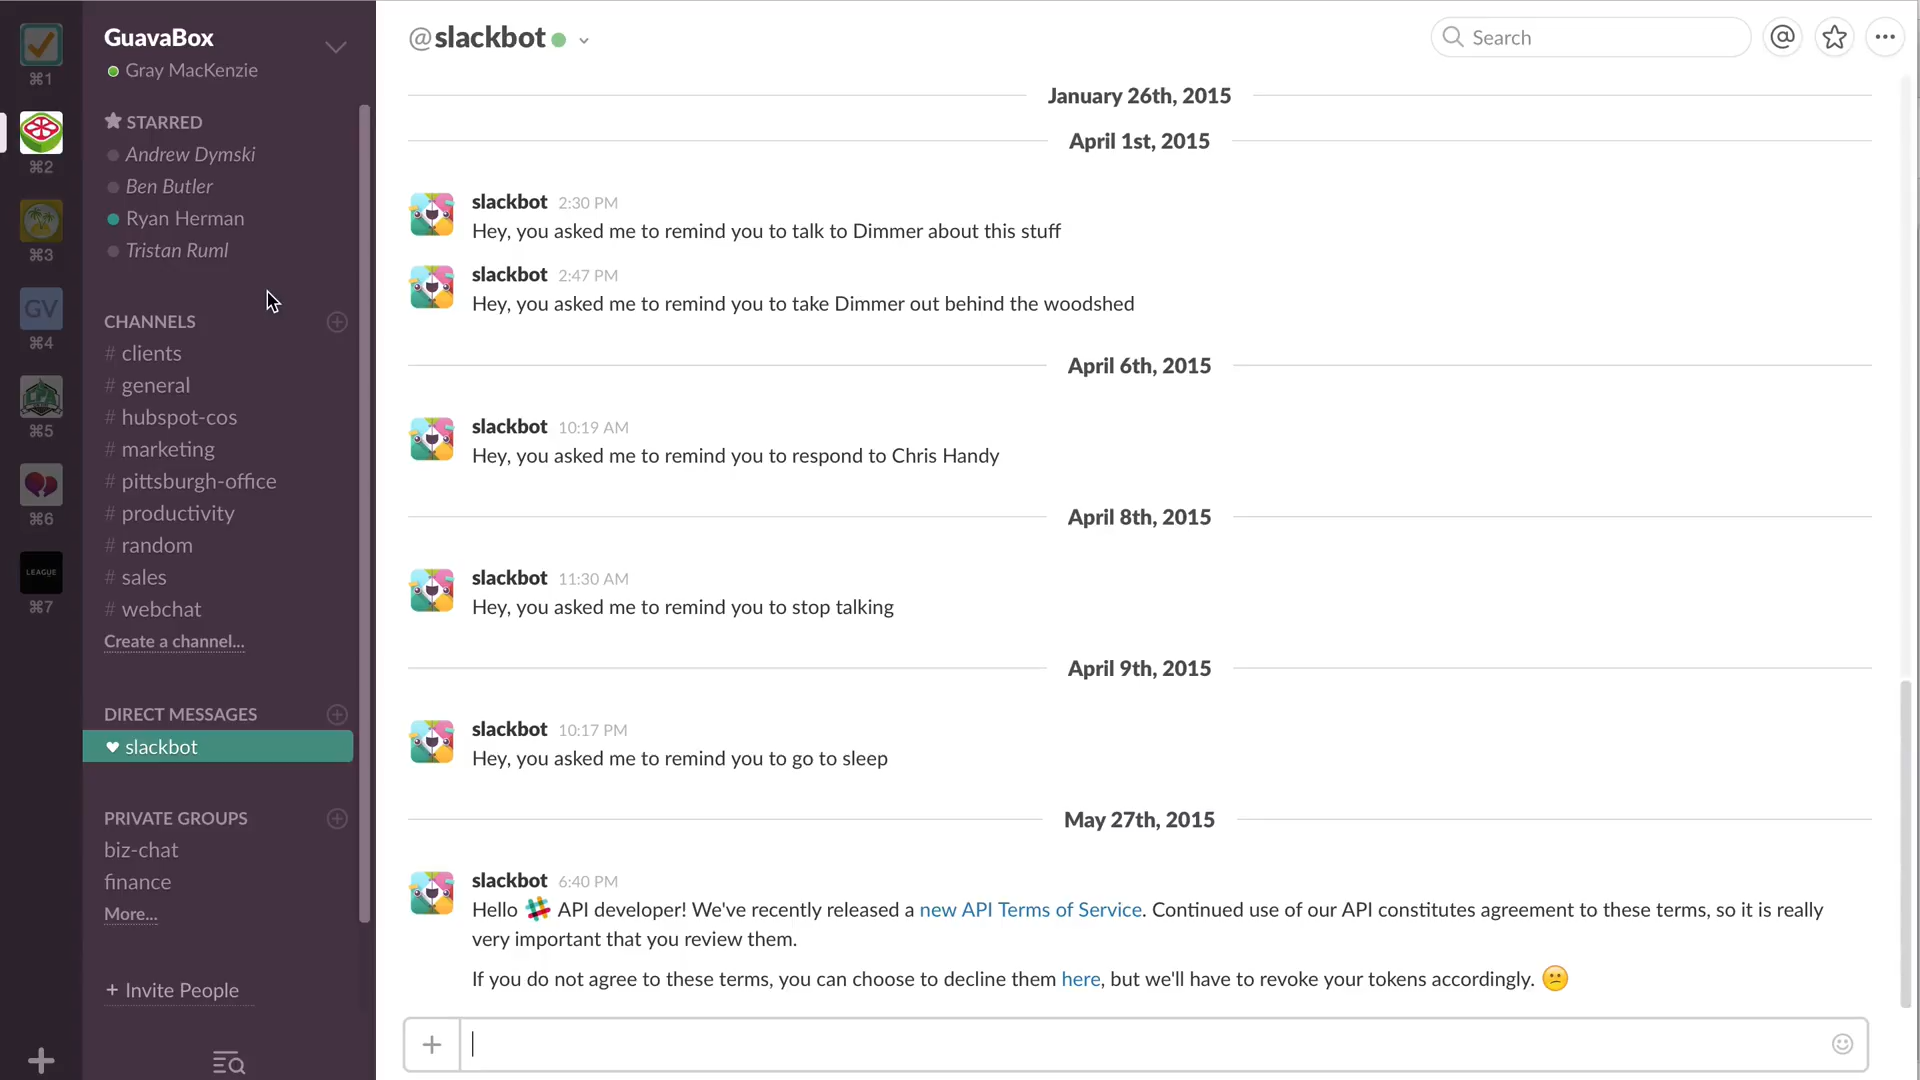 ⌘1
⌘2
⌘3
GV
⌘4
⌘5
⌘6
LEAGUE
⌘7
GuavaBox
Gray MacKenzie
STARRED
Andrew Dymski
Ben Butler
Ryan Herman
Tristan Ruml
CHANNELS
# clients
# general
# hubspot-cos
# marketing
# pittsburgh-office
# productivity
# random
# sales
# webchat
Create a channel...
DIRECT MESSAGES
slackbot
PRIVATE GROUPS
biz-chat
finance
More...
+ Invite People
@slackbot
Search
January 26th, 2015
April 1st, 2015
slackbot 2:30 PM
Hey, you asked me to remind you to talk to Dimmer about this stuff
slackbot 2:47 PM
Hey, you asked me to remind you to take Dimmer out behind the woodshed
April 6th, 2015
slackbot 10:19 AM
Hey, you asked me to remind you to respond to Chris Handy
April 8th, 2015
slackbot 11:30 AM
Hey, you asked me to remind you to stop talking
April 9th, 2015
slackbot 10:17 PM
Hey, you asked me to remind you to go to sleep
May 27th, 2015
slackbot 6:40 PM
Hello API developer! We've recently released a new API Terms of Service. Continued use of our API constitutes agreement to these terms, so it is really
very important that you review them.
If you do not agree to these terms, you can choose to decline them here, but we'll have to revoke your tokens accordingly. 😕